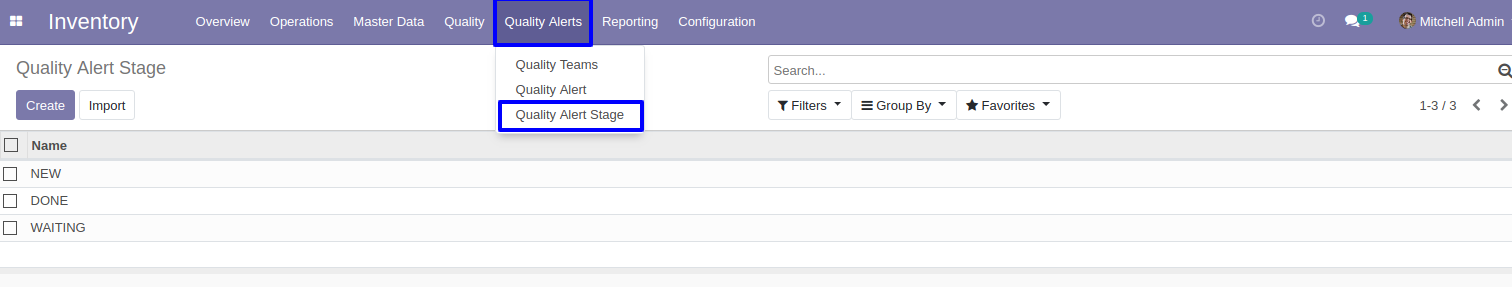 Inventory Overview Operations Master Data Quality Quality Alerts Reporting Configuration 1 Mitchell Admin
Quality Alert Stage
Quality Teams
Quality Alert
Quality Alert Stage
Search...
Create Import
Filters Group By Favorites 1-3 / 3
Name
NEW
DONE
WAITING